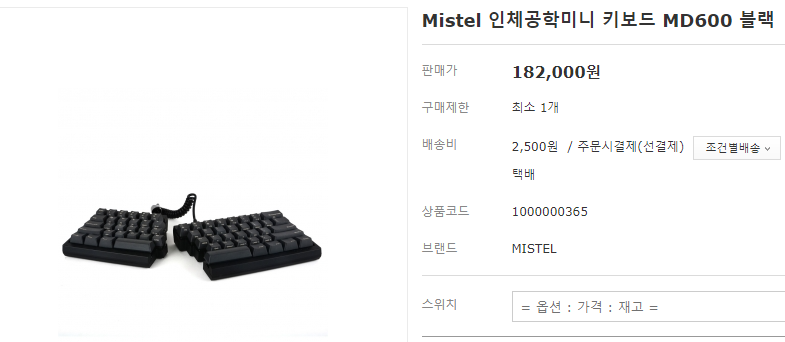 Mistel 인체공학미니 키보드 MD600 블랙
판매가 182,000원
구매제한 최소 1개
배송비 2,500원 / 주문시결제(선결제) 조건별배송
택배
상품코드 1000000365
브랜드 MISTEL
스위치 = 옵션 : 가격 : 재고 =